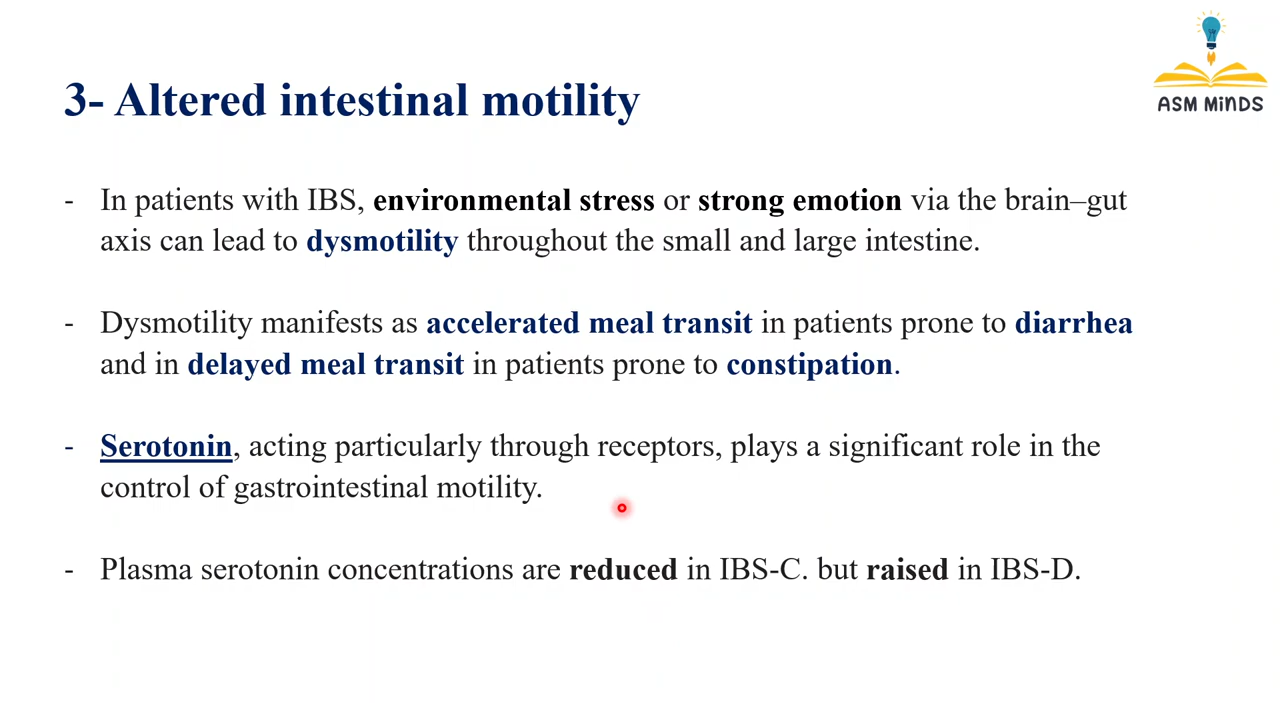 ASM MiNDS
3- Altered intestinal motility
- In patients with IBS, environmental stress or strong emotion via the brain–gut
axis can lead to dysmotility throughout the small and large intestine.
- Dysmotility manifests as accelerated meal transit in patients prone to diarrhea
and in delayed meal transit in patients prone to constipation.
- Serotonin, acting particularly through receptors, plays a significant role in the
control of gastrointestinal motility.
- Plasma serotonin concentrations are reduced in IBS-C. but raised in IBS-D.